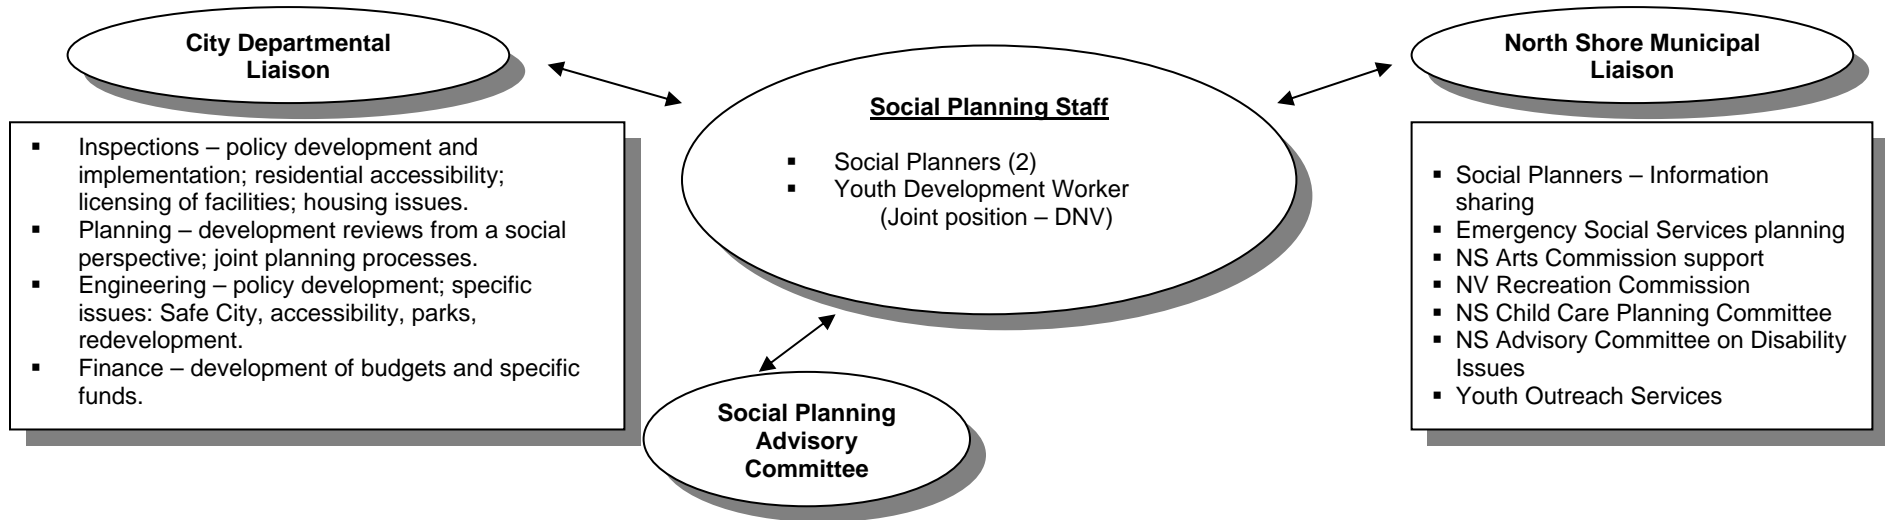 City Departmental
Liaison
▪ Inspections – policy development and
implementation; residential accessibility;
licensing of facilities; housing issues.
▪ Planning – development reviews from a social
perspective; joint planning processes.
▪ Engineering – policy development; specific
issues: Safe City, accessibility, parks,
redevelopment.
▪ Finance – development of budgets and specific
funds.
Social Planning Staff
▪ Social Planners (2)
▪ Youth Development Worker
(Joint position – DNV)
Social Planning
Advisory
Committee
North Shore Municipal
Liaison
▪ Social Planners – Information
sharing
▪ Emergency Social Services planning
▪ NS Arts Commission support
▪ NV Recreation Commission
▪ NS Child Care Planning Committee
▪ NS Advisory Committee on Disability
Issues
▪ Youth Outreach Services